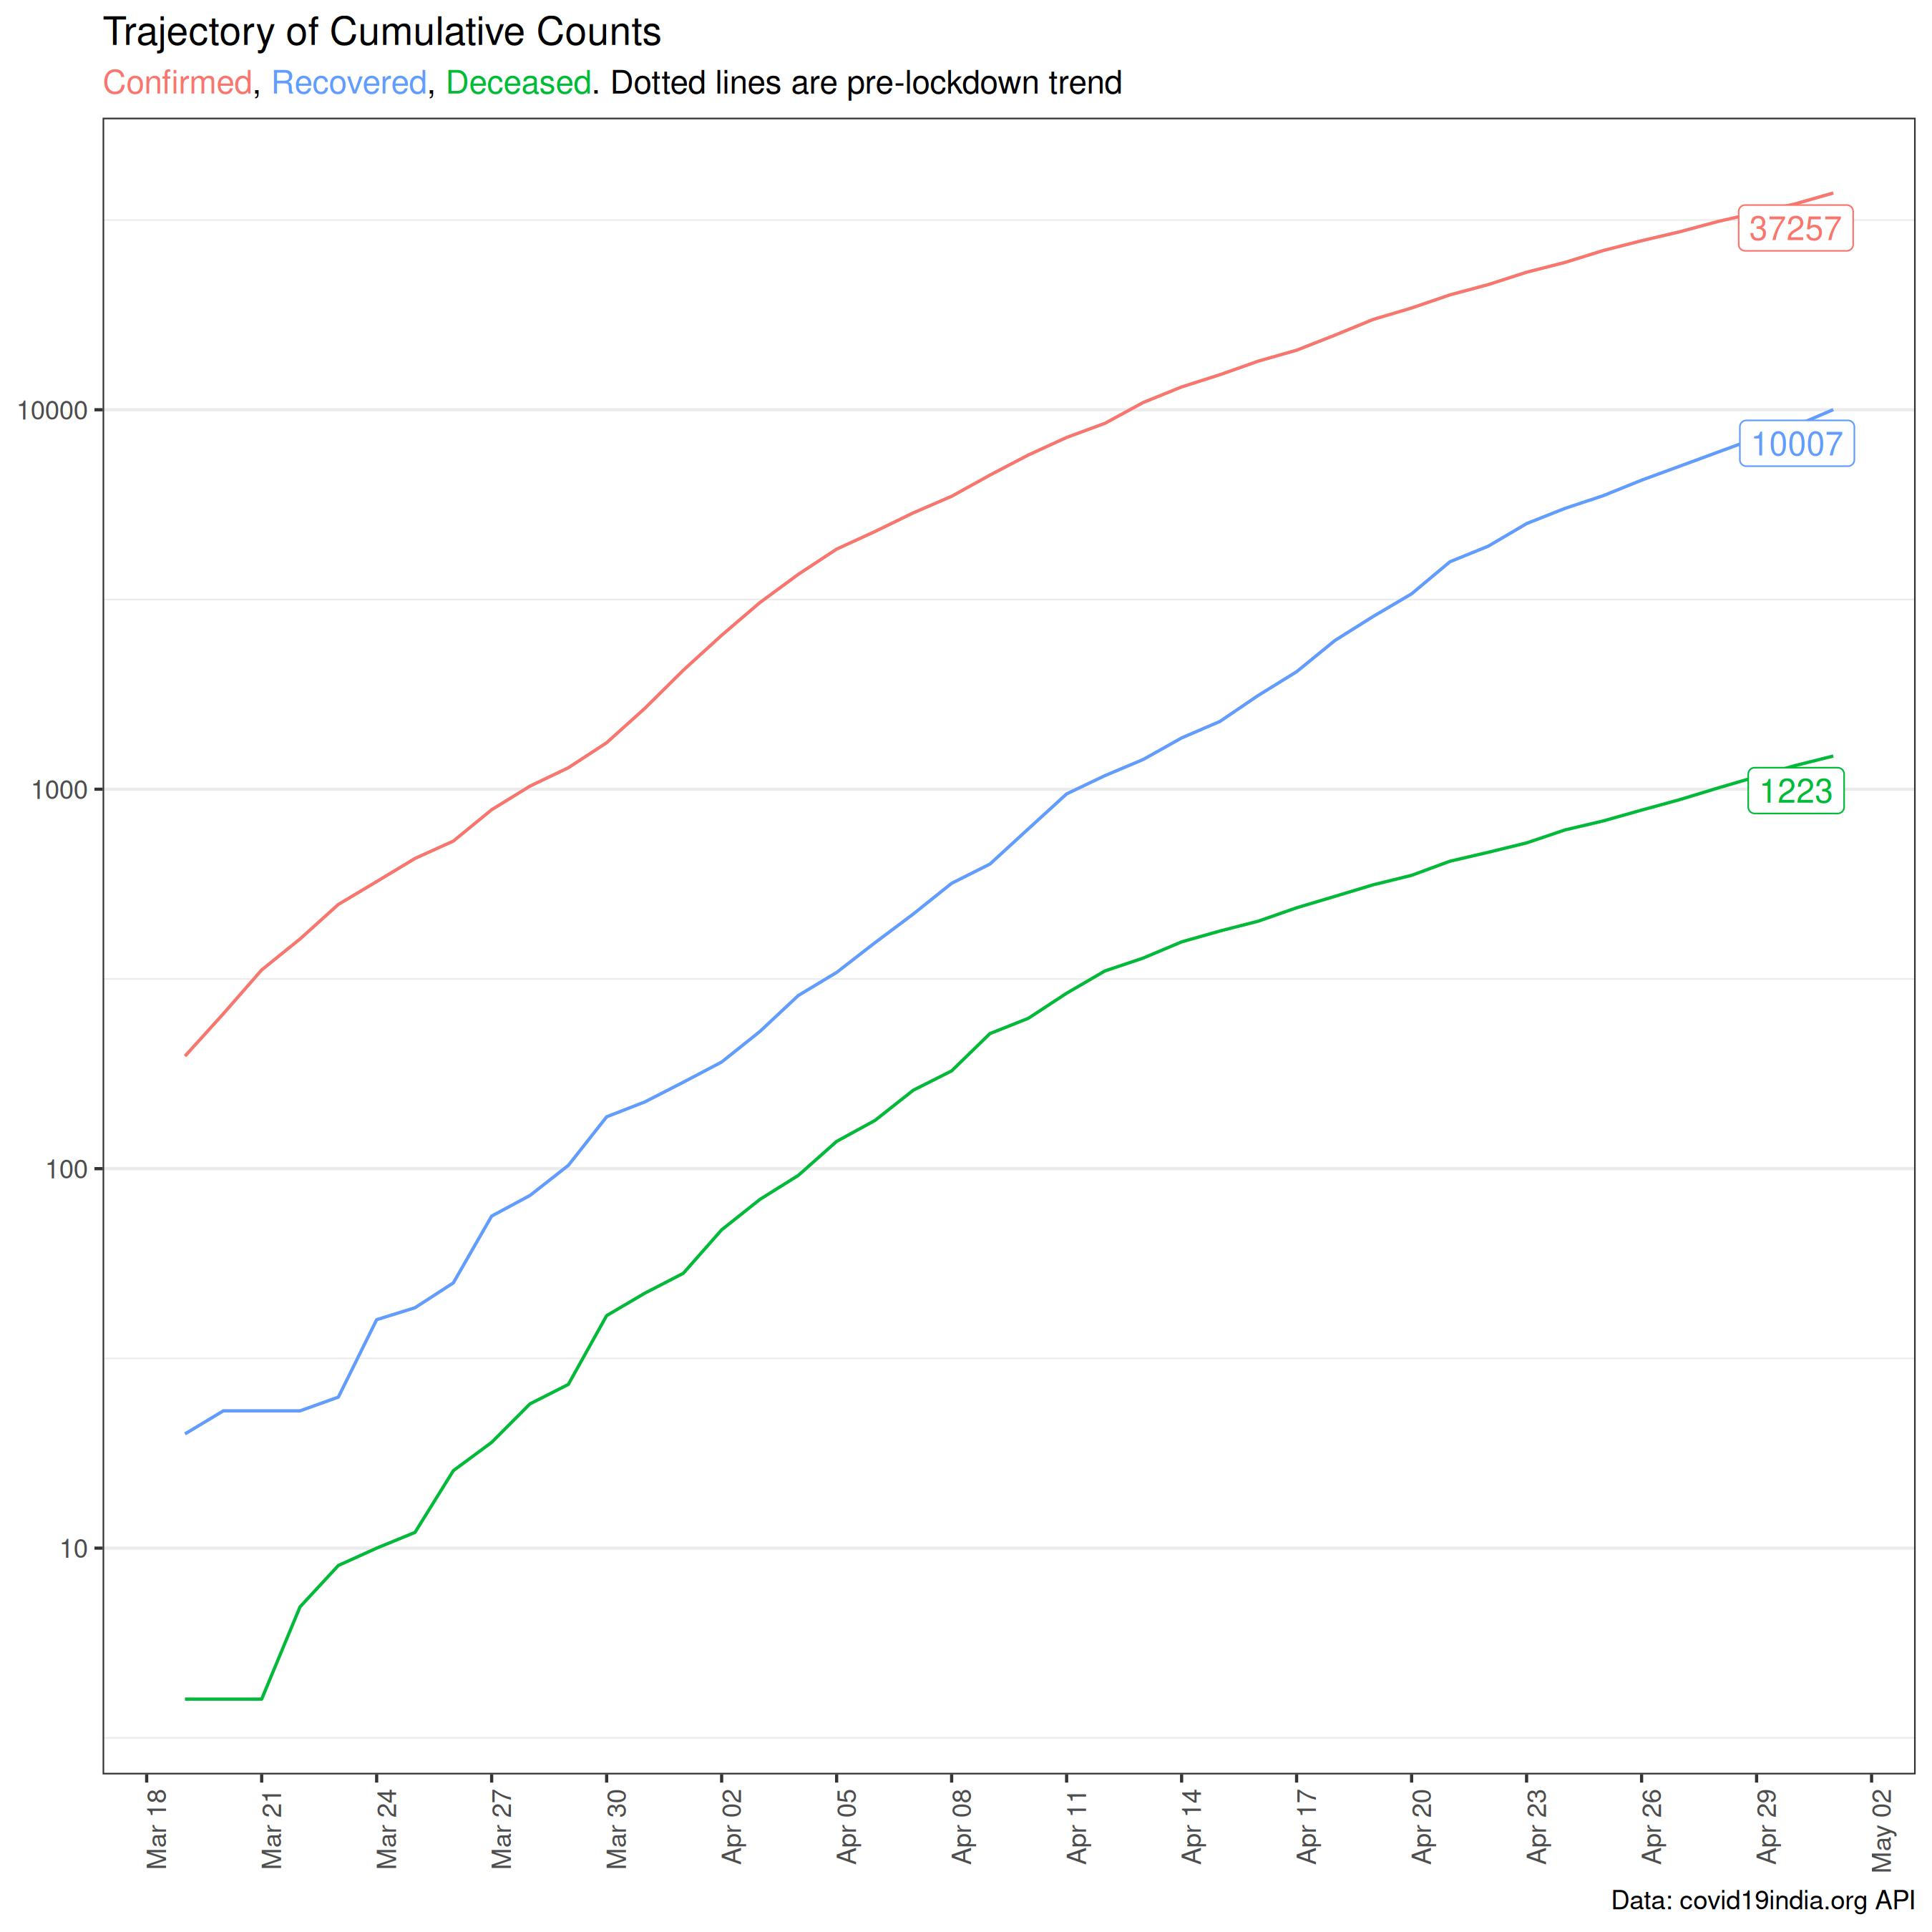 Trajectory of Cumulative Counts
Confirmed, Recovered, Deceased. Dotted lines are pre-lockdown trend
37257
10000
10007
1000
1223
100
10
Mar 18
Mar 21
Mar 24
Mar 27
Mar 30
Apr 02
Apr 05
Apr 08
Apr 11
Apr 14
Apr 17
Apr 20
Apr 23
Apr 26
Apr 29
May 02
Data: covid19india.org API